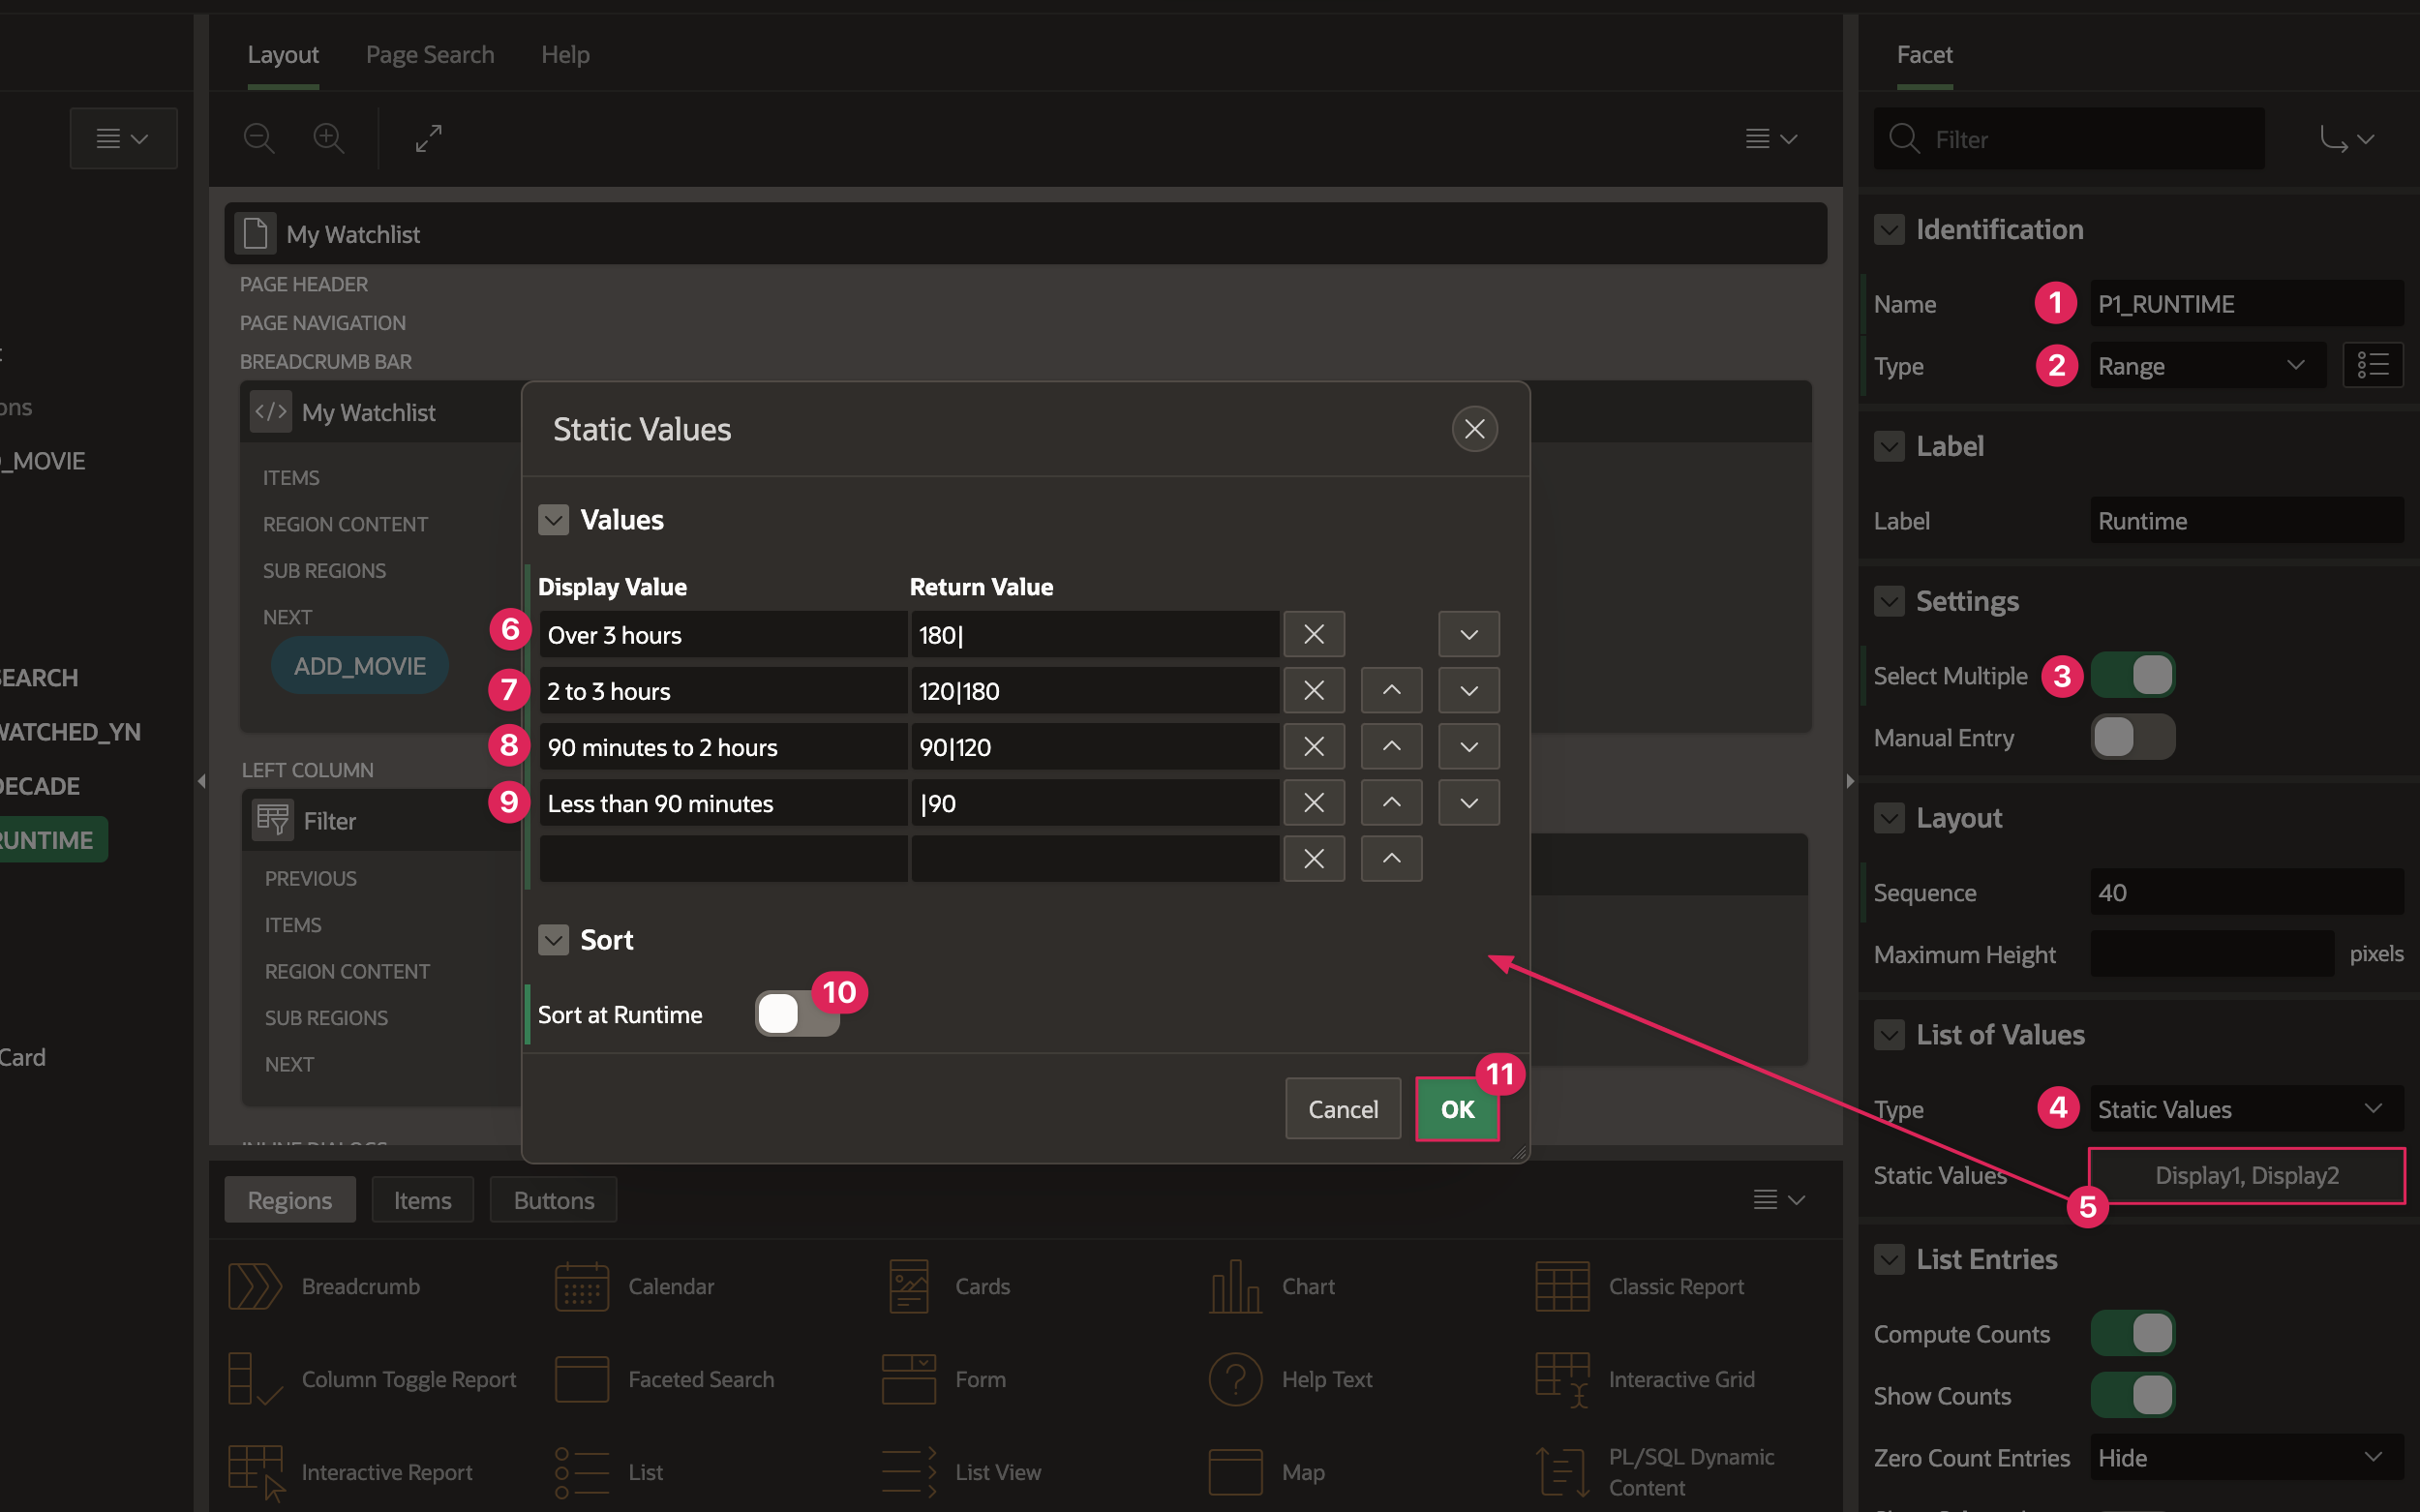 Layout
Page Search
Help
My Watchlist
PAGE HEADER
PAGE NAVIGATION
BREADCRUMB BAR
My Watchlist
ITEMS
REGION CONTENT
SUB REGIONS
NEXT
ADD_MOVIE
LEFT COLUMN
Filter
PREVIOUS
ITEMS
REGION CONTENT
SUB REGIONS
NEXT
INLINE DIALOGS
ons
_MOVIE
EARCH
WATCHED_YN
DECADE
RUNTIME
Card
Static Values
Values
Display Value Return Value
6 Over 3 hours 180|
7 2 to 3 hours 120|180
8 90 minutes to 2 hours 90|120
9 Less than 90 minutes |90
Sort
Sort at Runtime 10
Cancel
OK 11
Regions
Items
Buttons
Breadcrumb
Calendar
Cards
Chart
Classic Report
Column Toggle Report
Faceted Search
Form
Help Text
Interactive Grid
Interactive Report
List
List View
Map
PL/SQL Dynamic
Content
Facet
Filter
Identification
Name 1 P1_RUNTIME
Type 2 Range
Label
Label Runtime
Settings
Select Multiple 3
Manual Entry
Layout
Sequence 40
Maximum Height pixels
List of Values
Type 4 Static Values
Static Values 5 Display1, Display2
List Entries
Compute Counts
Show Counts
Zero Count Entries Hide